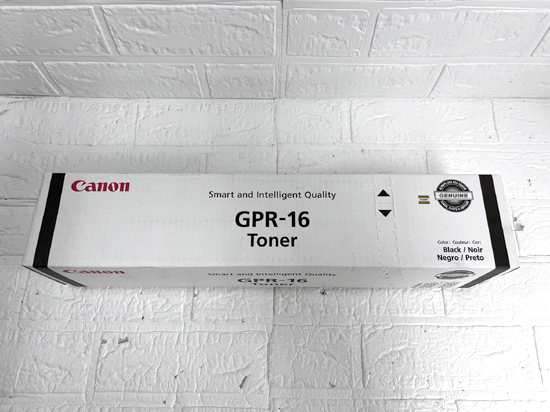 Canon
Smart and Intelligent Quality
GPR-16
Toner
GENUINE
Color: Couleur: Cor:
Black / Noir
Negro / Preto
Canon
Smart and Intelligent Quality
GPR-16
Toner